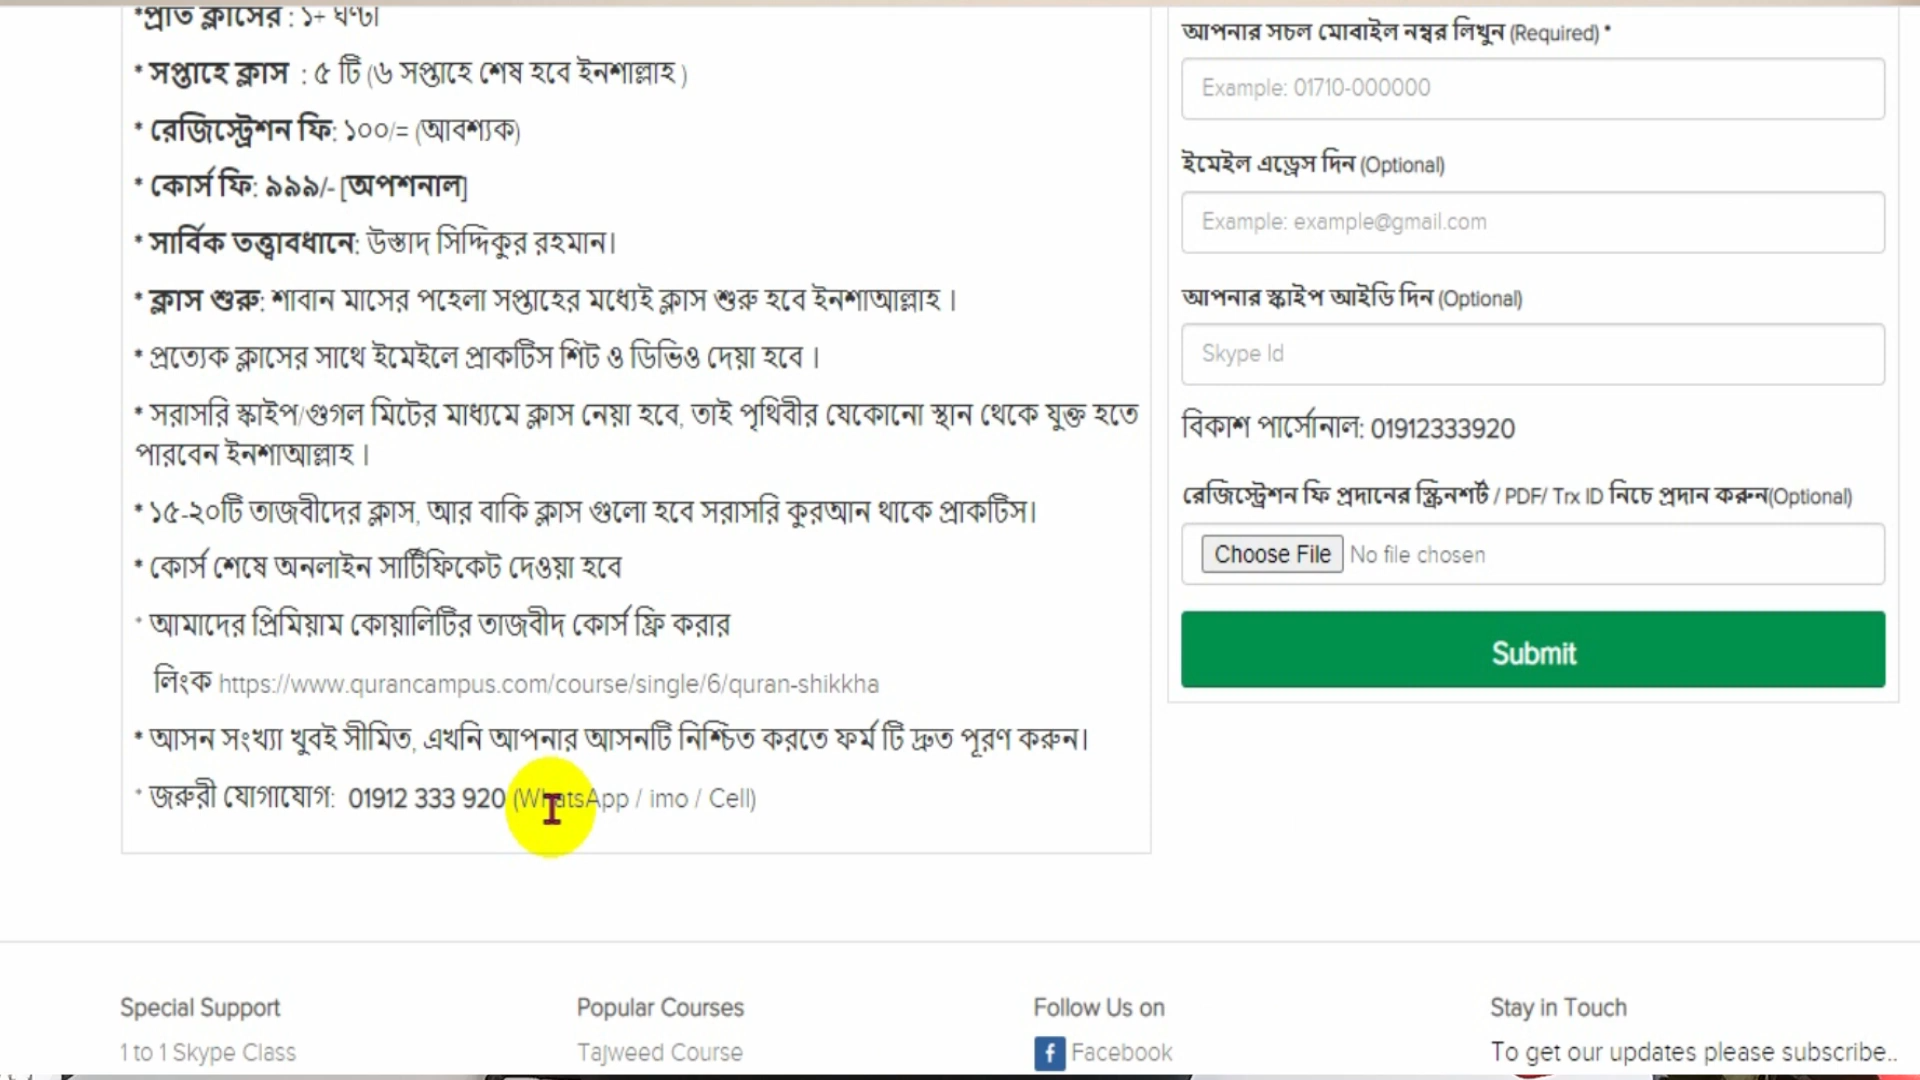 *প্রতি ক্লাসের : ১+ ঘণ্টা
* সপ্তাহে ক্লাস : ৫ টি (৬ সপ্তাহে শেষ হবে ইনশাল্লাহ )
* রেজিস্ট্রেশন ফি: ১০০/= (আবশ্যক)
* কোর্স ফি: ৯৯৯/- [অপশনাল]
* সার্বিক তত্ত্বাবধানে: উস্তাদ সিদ্দিকুর রহমান।
* ক্লাস শুরু: শাবান মাসের পহেলা সপ্তাহের মধ্যেই ক্লাস শুরু হবে ইনশাআল্লাহ ।
* প্রত্যেক ক্লাসের সাথে ইমেইলে প্রাকটিস শিট ও ডিভিও দেয়া হবে ।
* সরাসরি স্কাইপ/গুগল মিটের মাধ্যমে ক্লাস নেয়া হবে, তাই পৃথিবীর যেকোনো স্থান থেকে যুক্ত হতে
পারবেন ইনশাআল্লাহ ।
* ১৫-২০টি তাজবীদের ক্লাস, আর বাকি ক্লাস গুলো হবে সরাসরি কুরআন থাকে প্রাকটিস।
* কোর্স শেষে অনলাইন সার্টিফিকেট দেওয়া হবে
* আমাদের প্রিমিয়াম কোয়ালিটির তাজবীদ কোর্স ফ্রি করার
লিংক https://www.qurancampus.com/course/single/6/quran-shikkha
* আসন সংখ্যা খুবই সীমিত, এখনি আপনার আসনটি নিশ্চিত করতে ফর্ম টি দ্রুত পূরণ করুন।
* জরুরী যোগাযোগ: 01912 333 920 (WhatsApp / imo / Cell)
আপনার সচল মোবাইল নম্বর লিখুন (Required) *
Example: 01710-000000
ইমেইল এড্রেস দিন (Optional)
Example: example@gmail.com
আপনার স্কাইপ আইডি দিন (Optional)
Skype Id
বিকাশ পার্সোনাল: 01912333920
রেজিস্ট্রেশন ফি প্রদানের স্ক্রিনশর্ট / PDF/ Trx ID নিচে প্রদান করুন(Optional)
Choose File No file chosen
Submit
Special Support
1 to 1 Skype Class
Popular Courses
Tajweed Course
Follow Us on
Facebook
Stay in Touch
To get our updates please subscribe..